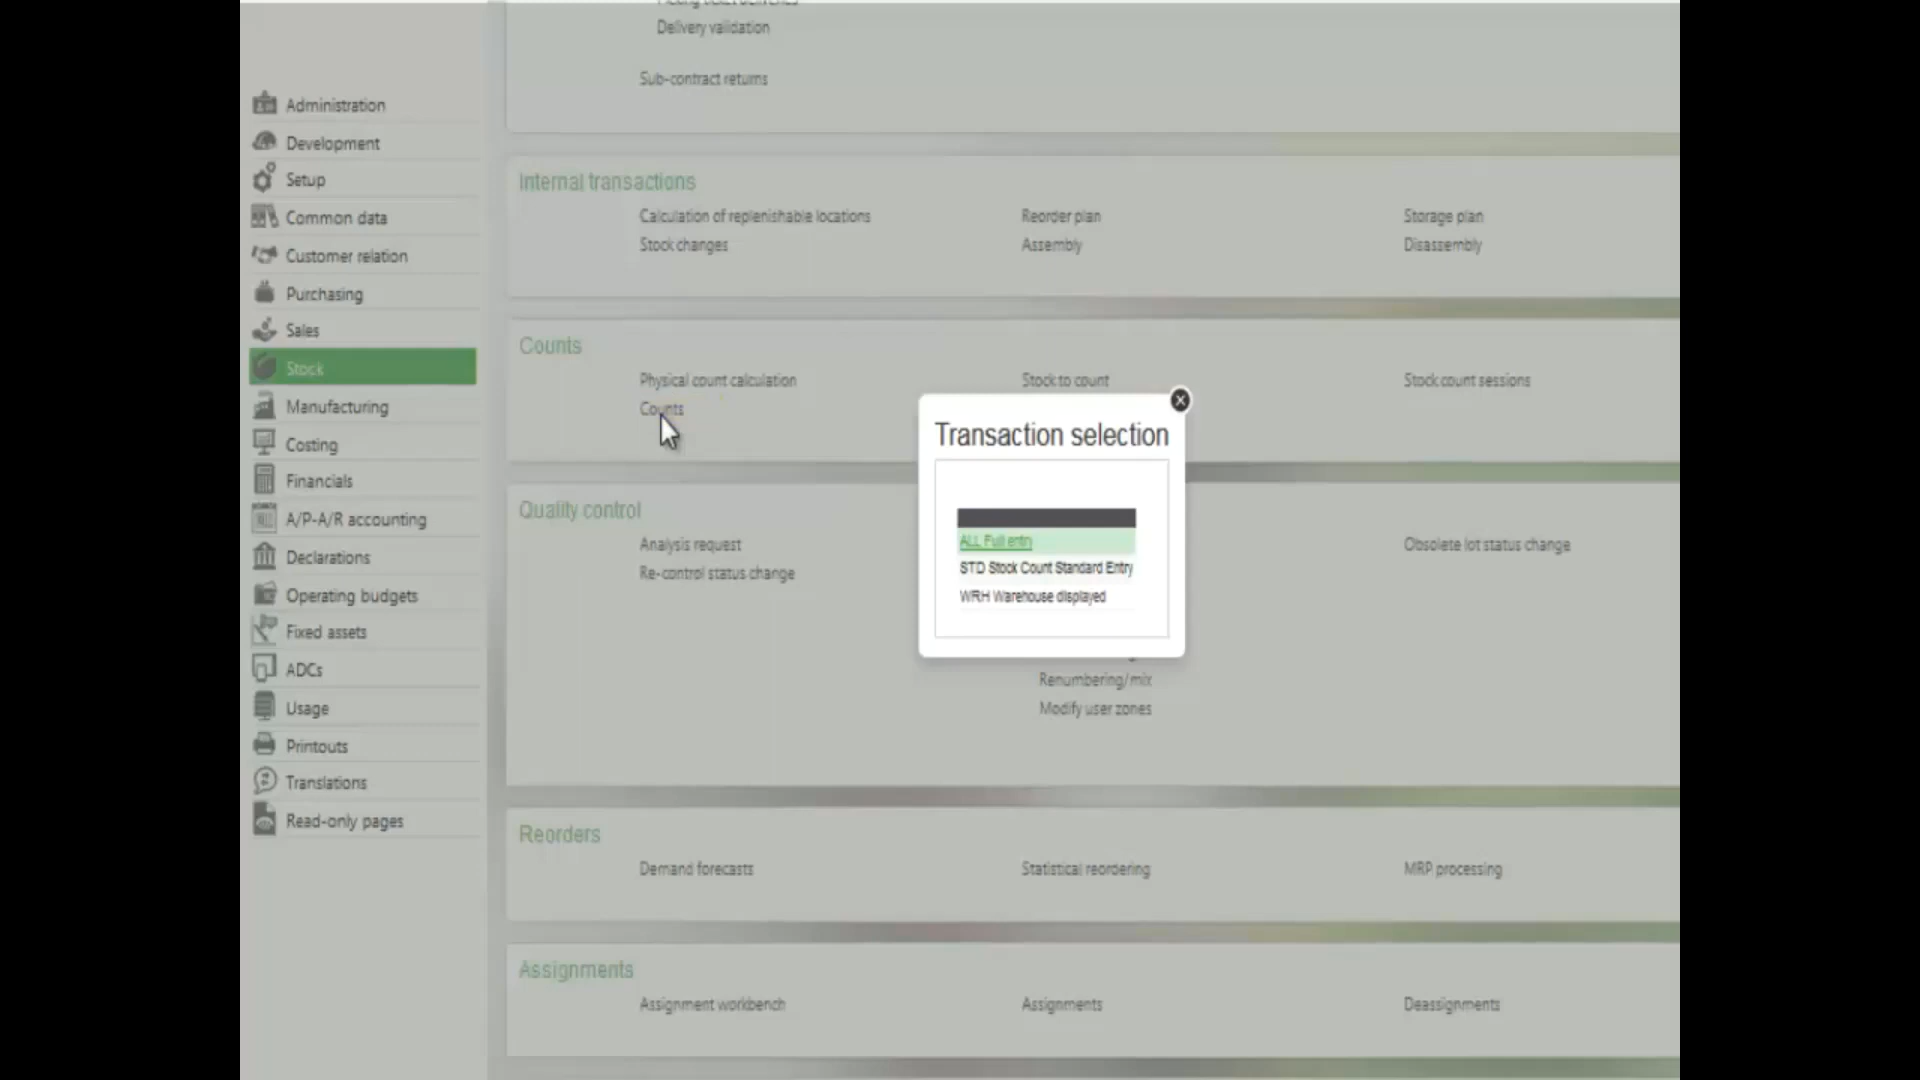 Delivery validation
Sub-contract returns
Administration
Development
Setup
Common data
Customer relation
Purchasing
Sales
Stock
Manufacturing
Costing
Financials
A/P-A/R accounting
Declarations
Operating budgets
Fixed assets
ADCs
Usage
Printouts
Translations
Read-only pages
Internal transactions
Calculation of replenishable locations Reorder plan Storage plan
Stock changes Assembly Disassembly
Counts
Physical count calculation Stock to count Stock count sessions
Counts
Quality control
Analysis request Obsolete lot status change
Re-control status change
Renumbering/mix
Modify user zones
Transaction selection
ALL Full entry
STD Stock Count Standard Entry
WRH Warehouse displayed
Reorders
Demand forecasts Statistical reordering MRP processing
Assignments
Assignment workbench Assignments Deassignments